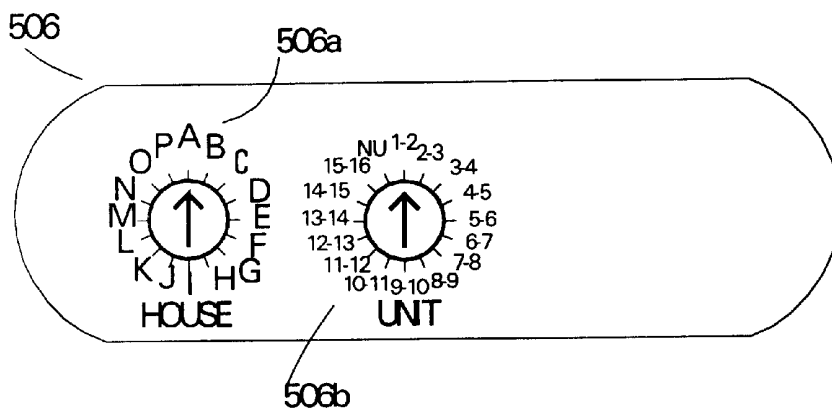 506
506a
A
B
C
D
E
F
G
H
I
J
K
L
M
N
O
P
HOUSE
1-2
2-3
3-4
4-5
5-6
6-7
7-8
8-9
9-10
10-11
11-12
12-13
13-14
14-15
15-16
NU
UNIT
506b